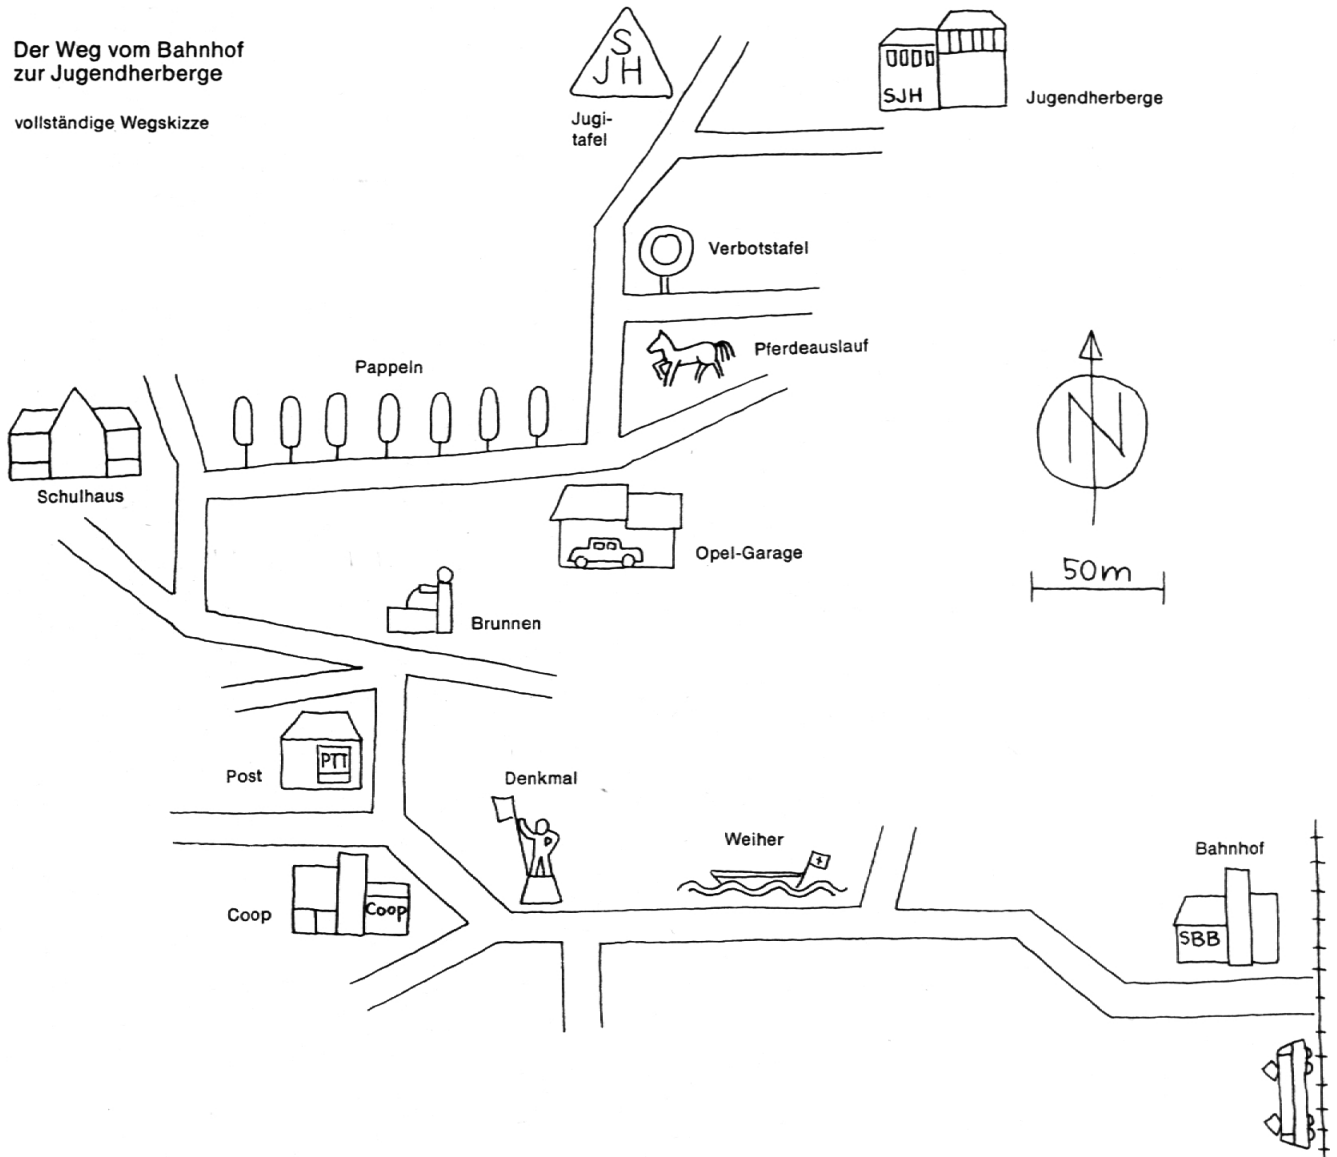 Der Weg vom Bahnhof
zur Jugendherberge
vollständige Wegskizze
S
JH
Jugi-
tafel
SJH
Jugendherberge
Verbotstafel
Pferdeauslauf
Pappeln
N
Schulhaus
Opel-Garage
50m
Brunnen
PTT
Post
Denkmal
Weiher
Bahnhof
Coop
Coop
SBB